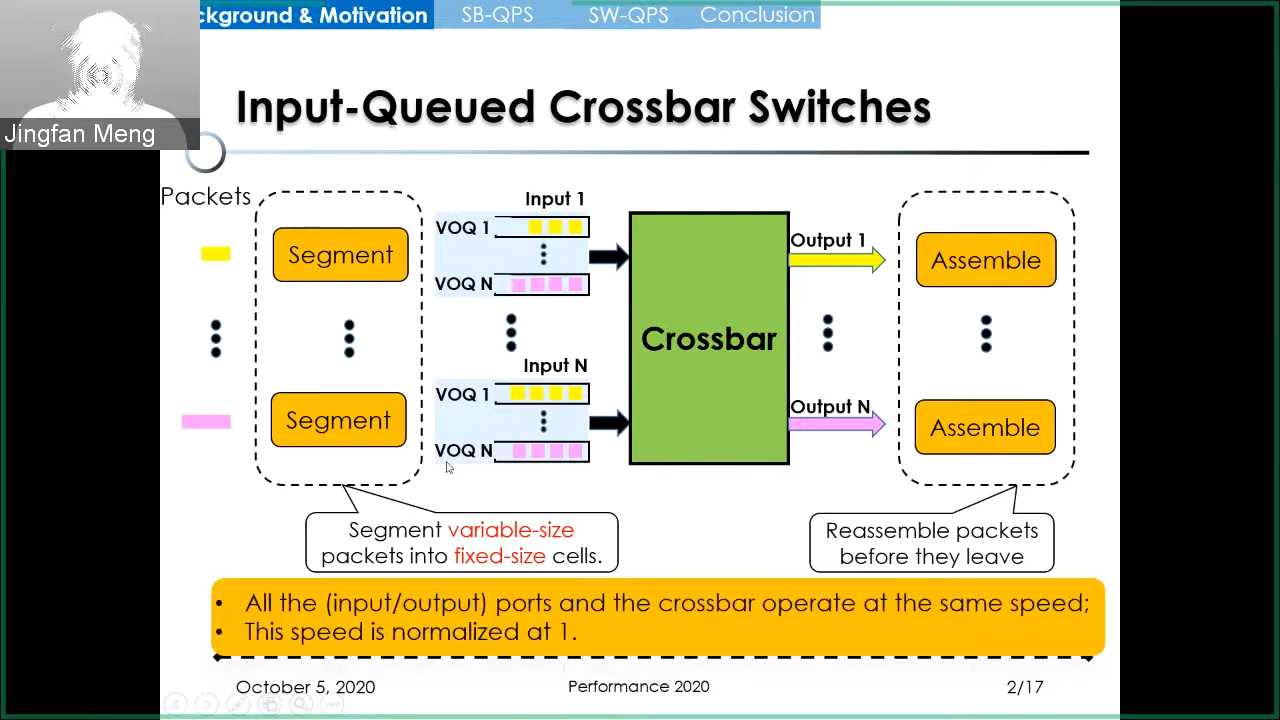 ckground & Motivation
SB-QPS
SW-QPS
Conclusion
Jingfan Meng
Input-Queued Crossbar Switches
Packets
Input 1
VOQ 1
VOQ N
Input N
VOQ 1
VOQ N
Segment
Segment
Crossbar
Output 1
Output N
Assemble
Assemble
Segment variable-size
packets into fixed-size cells.
Reassemble packets
before they leave
• All the (input/output) ports and the crossbar operate at the same speed;
• This speed is normalized at 1.
October 5, 2020
Performance 2020
2/17